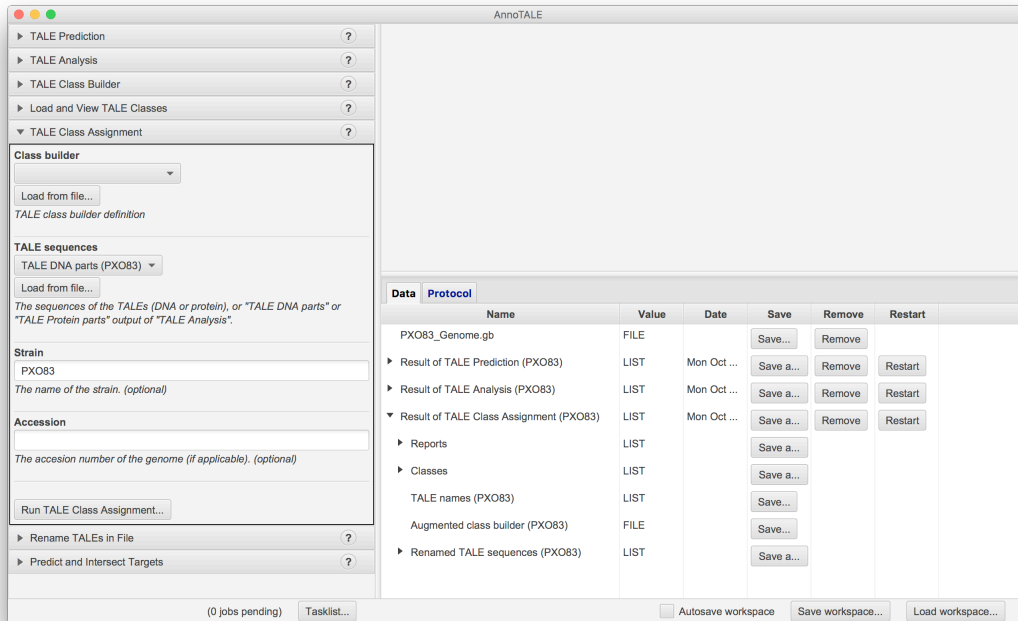 AnnoTALE
TALE Prediction ?
TALE Analysis ?
TALE Class Builder ?
Load and View TALE Classes ?
TALE Class Assignment ?
Class builder
Load from file...
TALE class builder definition
TALE sequences
TALE DNA parts (PXO83)
Load from file...
The sequences of the TALEs (DNA or protein), or "TALE DNA parts" or
"TALE Protein parts" output of "TALE Analysis".
Strain
PXO83
The name of the strain. (optional)
Accession
The accesion number of the genome (if applicable). (optional)
Run TALE Class Assignment...
Rename TALEs in File ?
Predict and Intersect Targets ?
Data Protocol
Name Value Date Save Remove Restart
PXO83_Genome.gb FILE Save... Remove
Result of TALE Prediction (PXO83) LIST Mon Oct ... Save a... Remove Restart
Result of TALE Analysis (PXO83) LIST Mon Oct ... Save a... Remove Restart
Result of TALE Class Assignment (PXO83) LIST Mon Oct ... Save a... Remove Restart
Reports LIST Save a...
Classes LIST Save a...
TALE names (PXO83) LIST Save...
Augmented class builder (PXO83) FILE Save...
Renamed TALE sequences (PXO83) LIST Save a...
(0 jobs pending) Tasklist... Autosave workspace Save workspace... Load workspace...